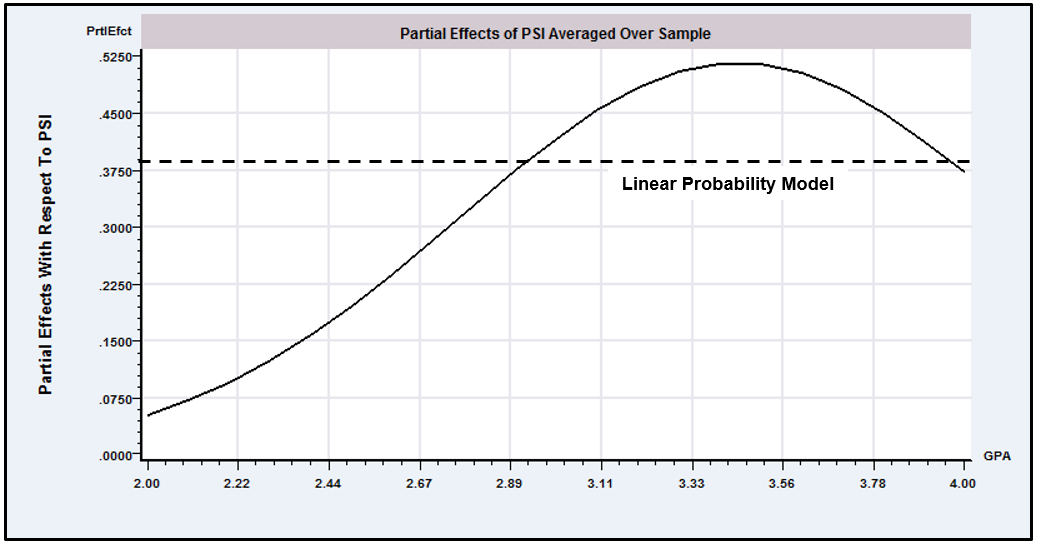 PrtlEfct
Partial Effects of PSI Averaged Over Sample
Partial Effects With Respect To PSI
.5250
.4500
.3750
.3000
.2250
.1500
.0750
.0000
Linear Probability Model
2.00 2.22 2.44 2.67 2.89 3.11 3.33 3.56 3.78 4.00
GPA